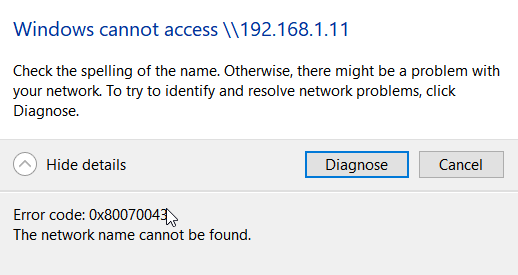 Windows cannot access \\192.168.1.11
Check the spelling of the name. Otherwise, there might be a problem with
your network. To try to identify and resolve network problems, click
Diagnose.
Hide details
Diagnose
Cancel
Error code: 0x80070043
The network name cannot be found.